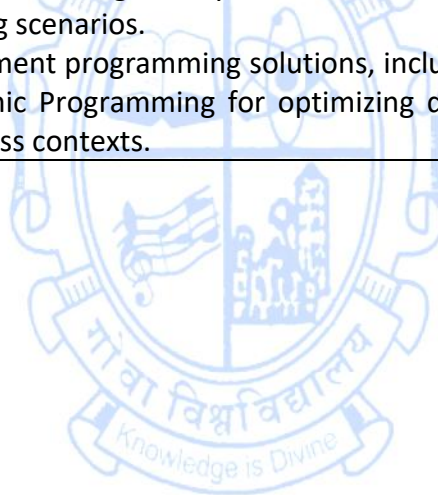 g scenarios.
ment programming solutions, inclu
nic Programming for optimizing d
ss contexts.
गोंवा विश्वविद्यालय
Knowledge is Divine